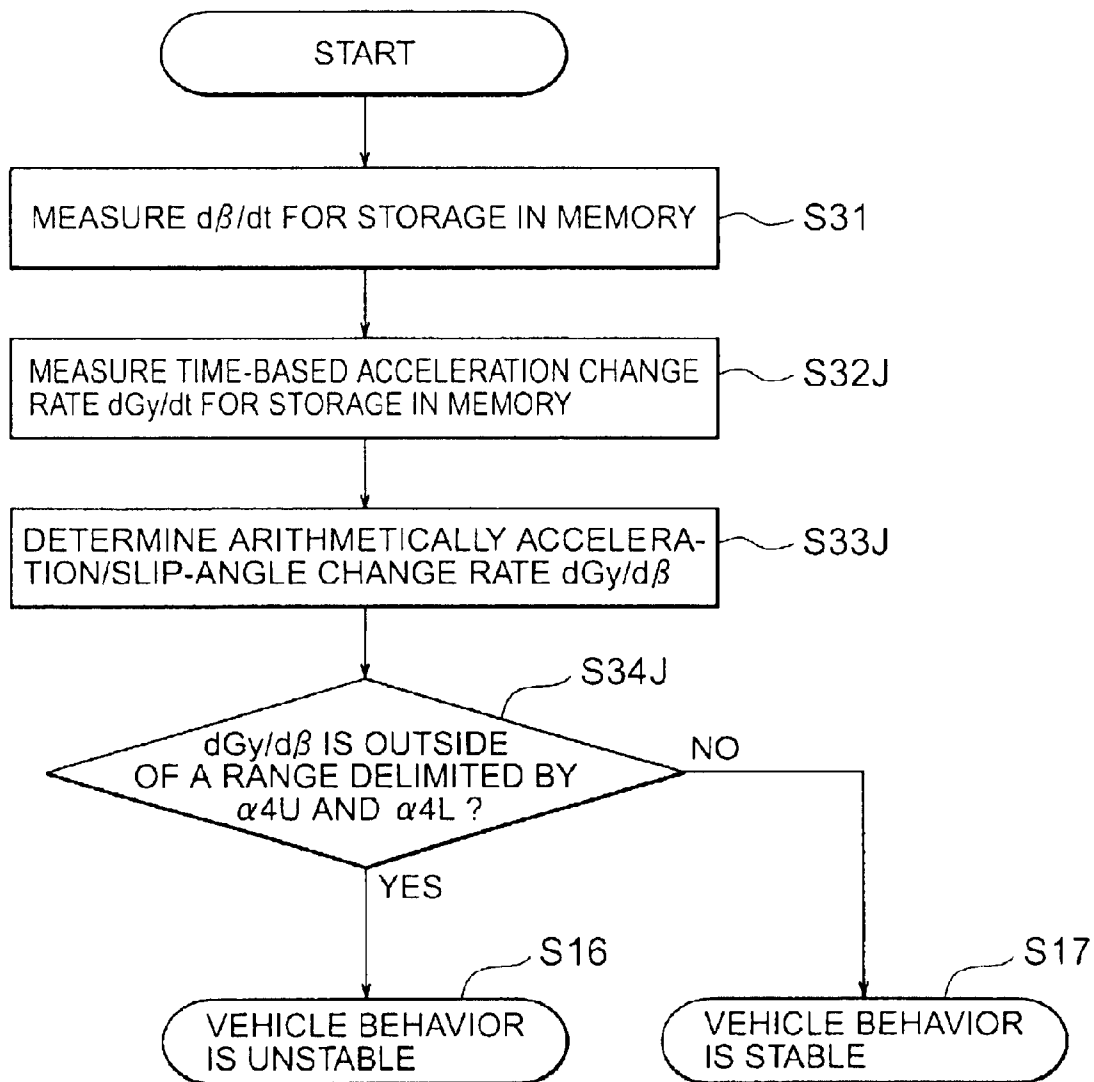 START
MEASURE dβ/dt FOR STORAGE IN MEMORY
S31
MEASURE TIME-BASED ACCELERATION CHANGE
RATE dGy/dt FOR STORAGE IN MEMORY
S32J
DETERMINE ARITHMETICALLY ACCELERA-
TION/SLIP-ANGLE CHANGE RATE dGy/dβ
S33J
S34J
dGy/dβ IS OUTSIDE
OF A RANGE DELIMITED BY
α4U AND α4L ?
NO
YES
S16
VEHICLE BEHAVIOR
IS UNSTABLE
S17
VEHICLE BEHAVIOR
IS STABLE